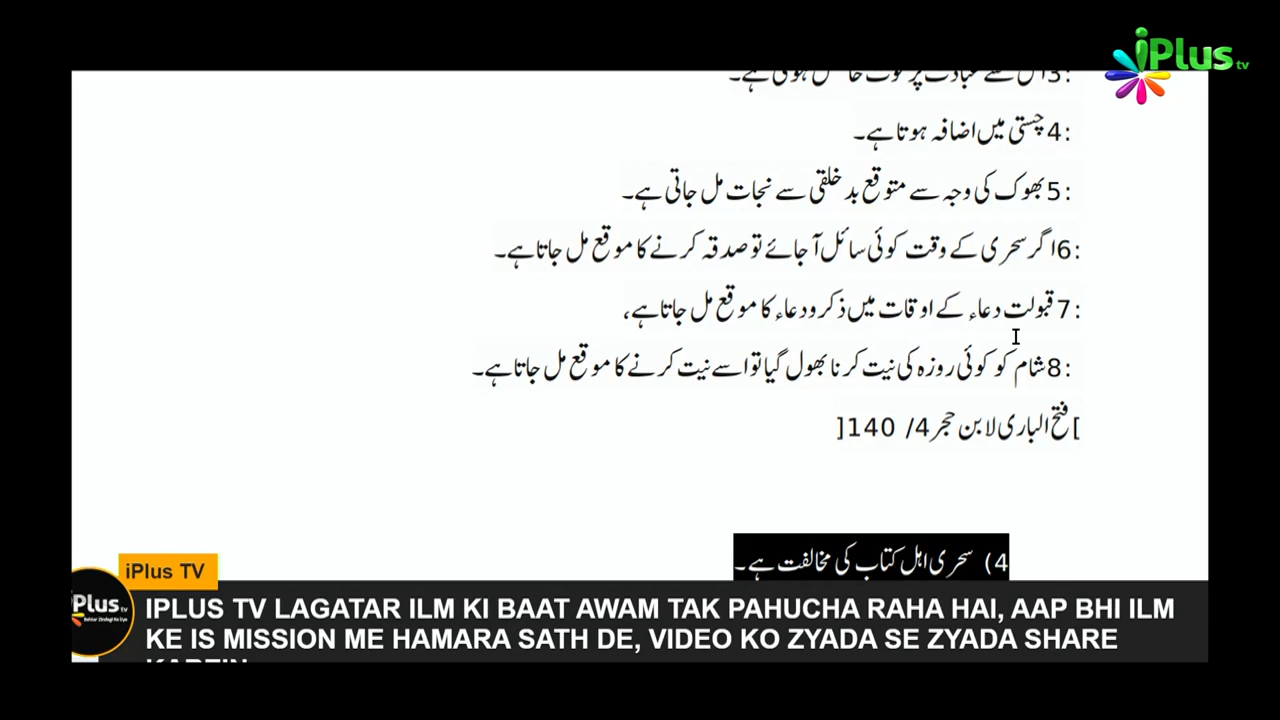 iPlus tv
:4 چستی میں اضافہ ہوتا ہے۔
:5 بھوک کی وجہ سے متوقع بد خلقی سے نجات مل جاتی ہے۔
:6 اگر سحری کے وقت کوئی سائل آ جائے تو صدقہ کرنے کا موقع مل جاتا ہے۔
:7 قبولت دعاء کے اوقات میں ذکر و دعاء کا موقع مل جاتا ہے،
:8 شام کو کوئی روزہ کی نیت کرنا بھول گیا تو اسے نیت کرنے کا موقع مل جاتا ہے۔
[فتح الباری لابن حجر 4/ 140]
4) سحری اہل کتاب کی مخالفت ہے۔
iPlus TV
iPlus tv
IPLUS TV LAGATAR ILM KI BAAT AWAM TAK PAHUCHA RAHA HAI, AAP BHI ILM
KE IS MISSION ME HAMARA SATH DE, VIDEO KO ZYADA SE ZYADA SHARE